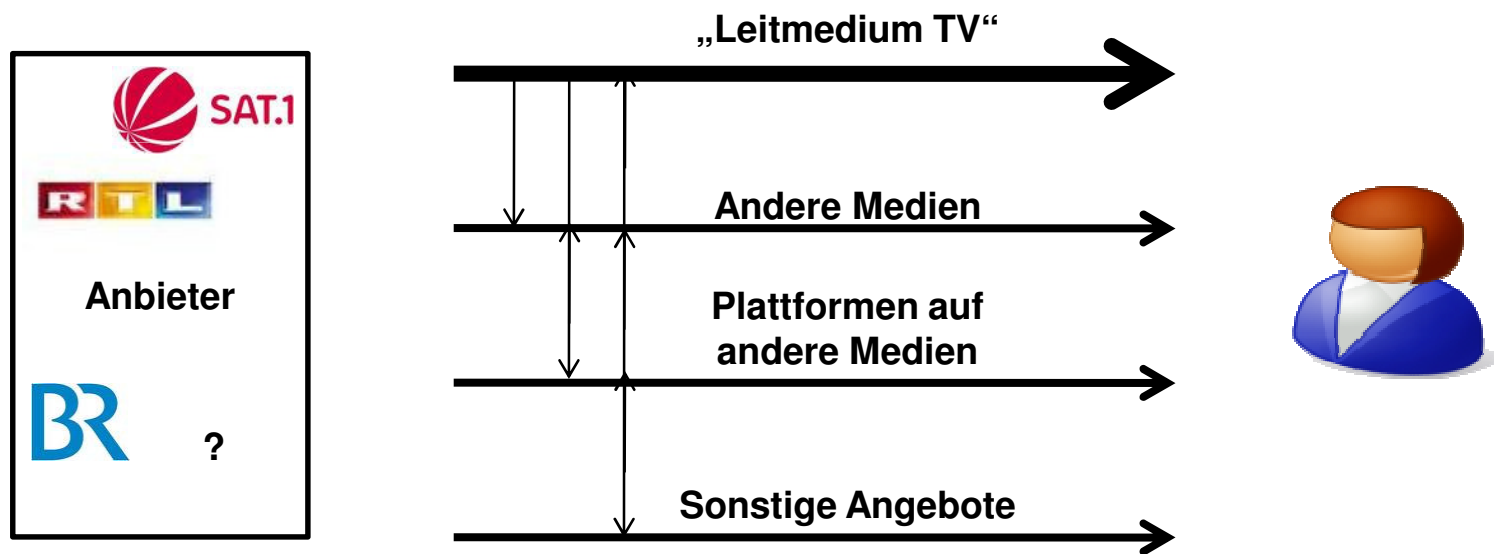 „Leitmedium TV“
SAT.1
RTL
Andere Medien
Anbieter
Plattformen auf
andere Medien
BR
?
Sonstige Angebote